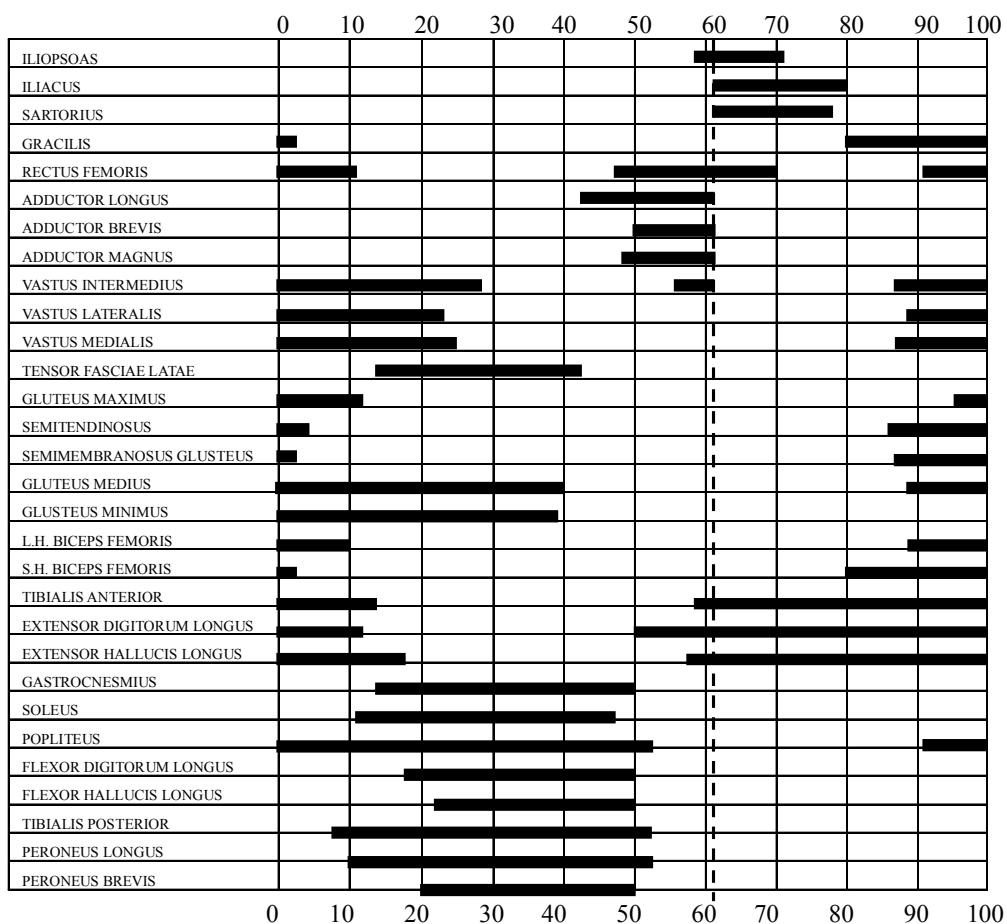 0 10 20 30 40 50 60 70 80 90 100
ILIOPSOAS
ILIACUS
SARTORIUS
GRACILIS
RECTUS FEMORIS
ADDUCTOR LONGUS
ADDUCTOR BREVIS
ADDUCTOR MAGNUS
VASTUS INTERMEDIUS
VASTUS LATERALIS
VASTUS MEDIALIS
TENSOR FASCIAE LATAE
GLUTEUS MAXIMUS
SEMITENDINOSUS
SEMIMEMBRANOSUS GLUSTEUS
GLUTEUS MEDIUS
GLUSTEUS MINIMUS
L.H. BICEPS FEMORIS
S.H. BICEPS FEMORIS
TIBIALIS ANTERIOR
EXTENSOR DIGITORUM LONGUS
EXTENSOR HALLUCIS LONGUS
GASTROCNESMIUS
SOLEUS
POPLITEUS
FLEXOR DIGITORUM LONGUS
FLEXOR HALLUCIS LONGUS
TIBIALIS POSTERIOR
PERONEUS LONGUS
PERONEUS BREVIS
0 10 20 30 40 50 60 70 80 90 100